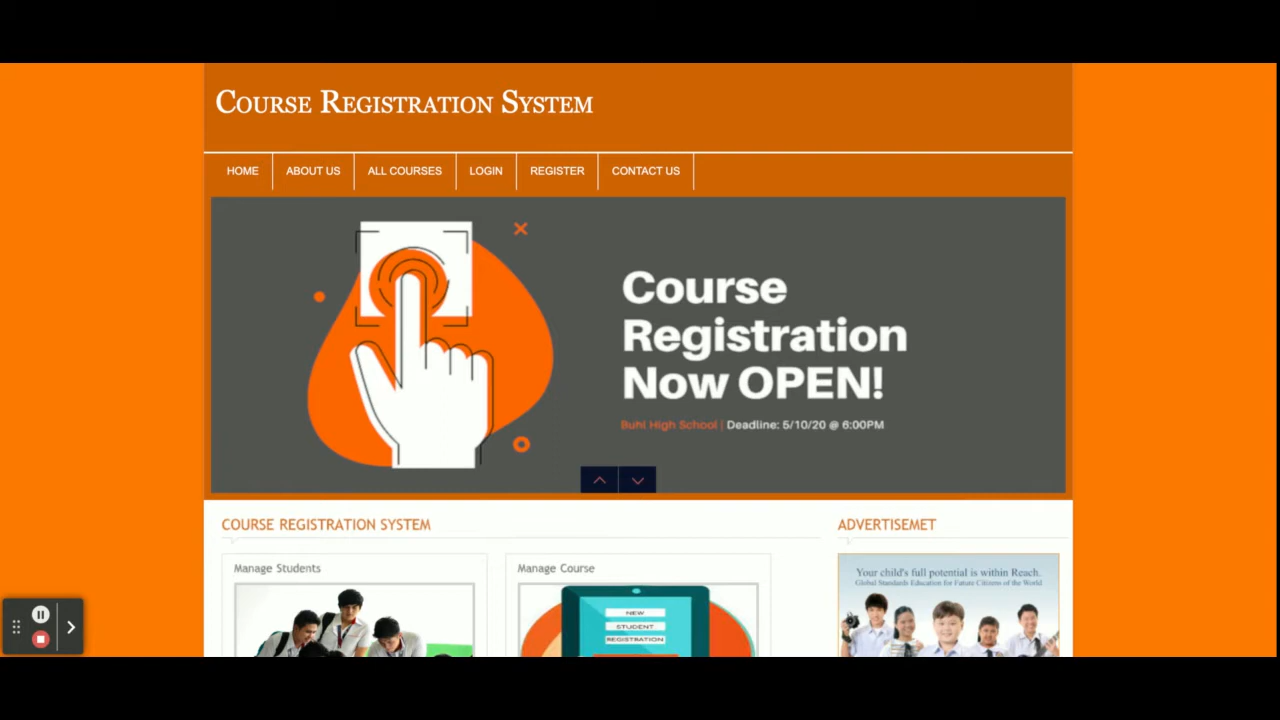 Course Registration System
HOME
ABOUT US
ALL COURSES
LOGIN
REGISTER
CONTACT US
Course
Registration
Now OPEN!
Buhl High School | Deadline: 5/10/20 @ 6:00PM
COURSE REGISTRATION SYSTEM
ADVERTISEMET
Manage Students
Manage Course
NEW
STUDENT
REGISTRATION
Your child's full potential is within Reach.
Global Standards Education for Future Citizens of the World